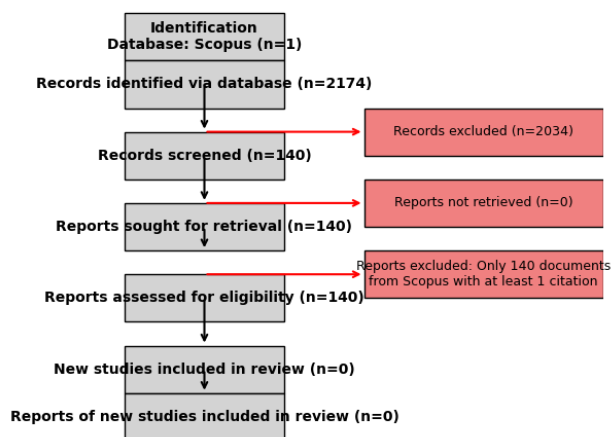 Identification
Database: Scopus (n=1)
Records identified via database (n=2174)
Records excluded (n=2034)
Records screened (n=140)
Reports not retrieved (n=0)
Reports sought for retrieval (n=140)
Reports excluded: Only 140 documents
from Scopus with at least 1 citation
Reports assessed for eligibility (n=140)
New studies included in review (n=0)
Reports of new studies included in review (n=0)